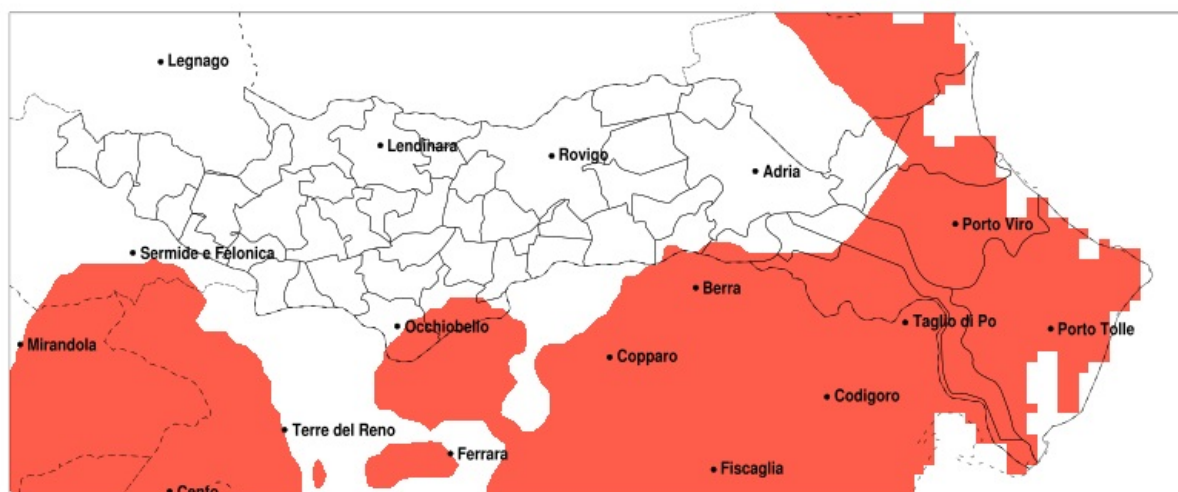 Legnago
Lendinara
Rovigo
Adria
Porto Viro
Sermide e Felonica
Berra
Taglio di Po
Occhiobello
Porto Tolle
Mirandola
Copparo
Codigoro
Terre del Reno
Ferrara
Fiscaglia
Cento